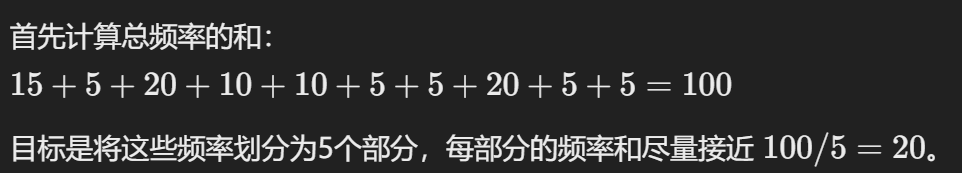 首先计算总频率的和：
15 + 5 + 20 + 10 + 10 + 5 + 5 + 20 + 5 + 5 = 100
目标是将这些频率划分为5个部分，每部分的频率和尽量接近 100/5 = 20。